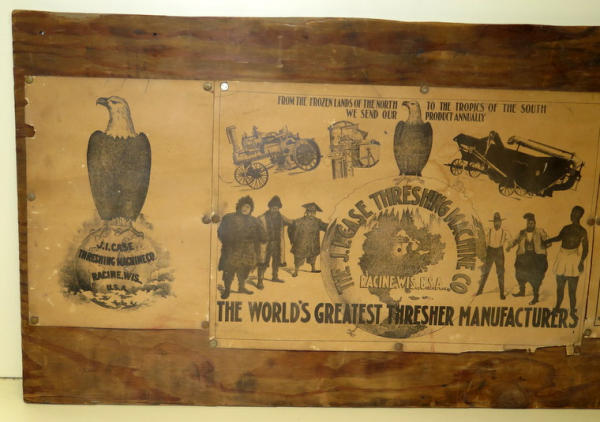 J.I. CASE
THRESHING MACHINE CO.
RACINE, WIS.
U.S.A.
FROM THE FROZEN LANDS OF THE NORTH TO THE TROPICS OF THE SOUTH
WE SEND OUR PRODUCT ANNUALLY
THE J.I. CASE THRESHING MACHINE CO
RACINE, WIS. U.S.A.
THE WORLD'S GREATEST THRESHER MANUFACTURERS